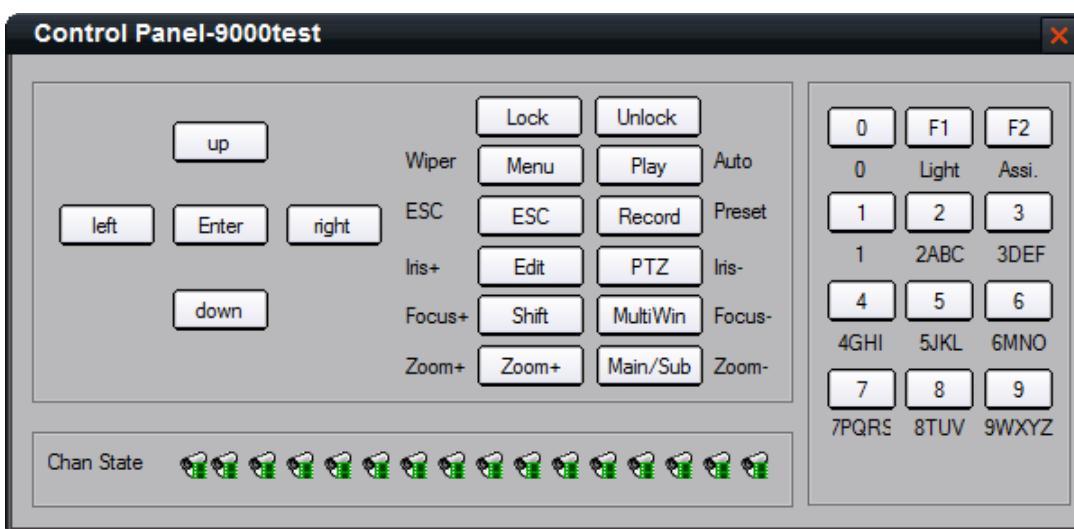 Control Panel-9000test
Lock Unlock
up
Wiper Menu Play Auto
left Enter right
ESC ESC Record Preset
Iris+ Edit PTZ Iris-
down
Focus+ Shift MultiWin Focus-
Zoom+ Zoom+ Main/Sub Zoom-
0 F1 F2
0 Light Assi.
1 2 3
1 2ABC 3DEF
4 5 6
4GHI 5JKL 6MNO
7 8 9
7PQRS 8TUV 9WXYZ
Chan State